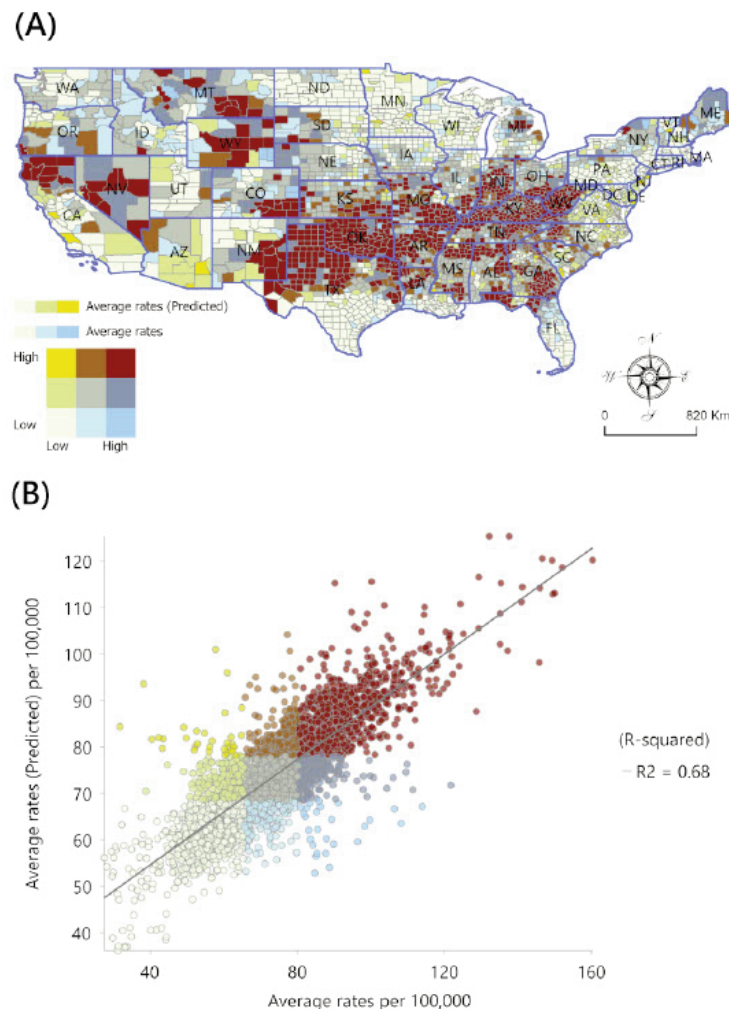 (A)
WA
MT
ND
MN
OR
ID
SD
WI
MI
NY
VT
NH
ME
WY
NE
IA
PA
CT
RI
MA
NV
UT
CO
KS
MO
IL
IN
OH
NJ
MD
DE
DC
WV
VA
CA
KY
AZ
NM
OK
AR
TN
NC
SC
TX
LA
MS
AL
GA
FL
Average rates (Predicted)
Average rates
High
Low
Low High
N
W E
S
0 820 Km
(B)
120
110
100
90
80
70
60
50
40
Average rates (Predicted) per 100,000
(R-squared)
R2 = 0.68
40 80 120 160
Average rates per 100,000